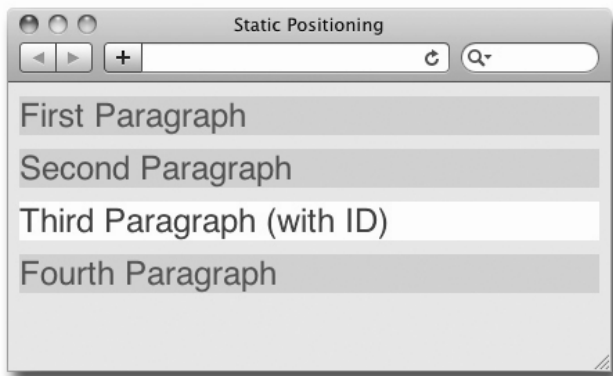 Static Positioning
First Paragraph
Second Paragraph
Third Paragraph (with ID)
Fourth Paragraph